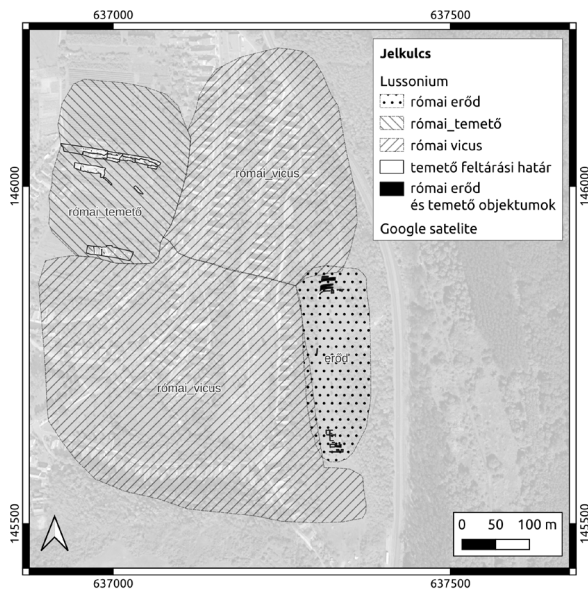 637000
637500
Jelkulcs
Lussonium
római erőd
római_temető
római vicus
temető feltárási határ
római erőd
és temető objektumok
Google satelite
római_vicus
146000
146000
római_temető
erőd
római_vicus
0 50 100 m
145500
145500
637000
637500